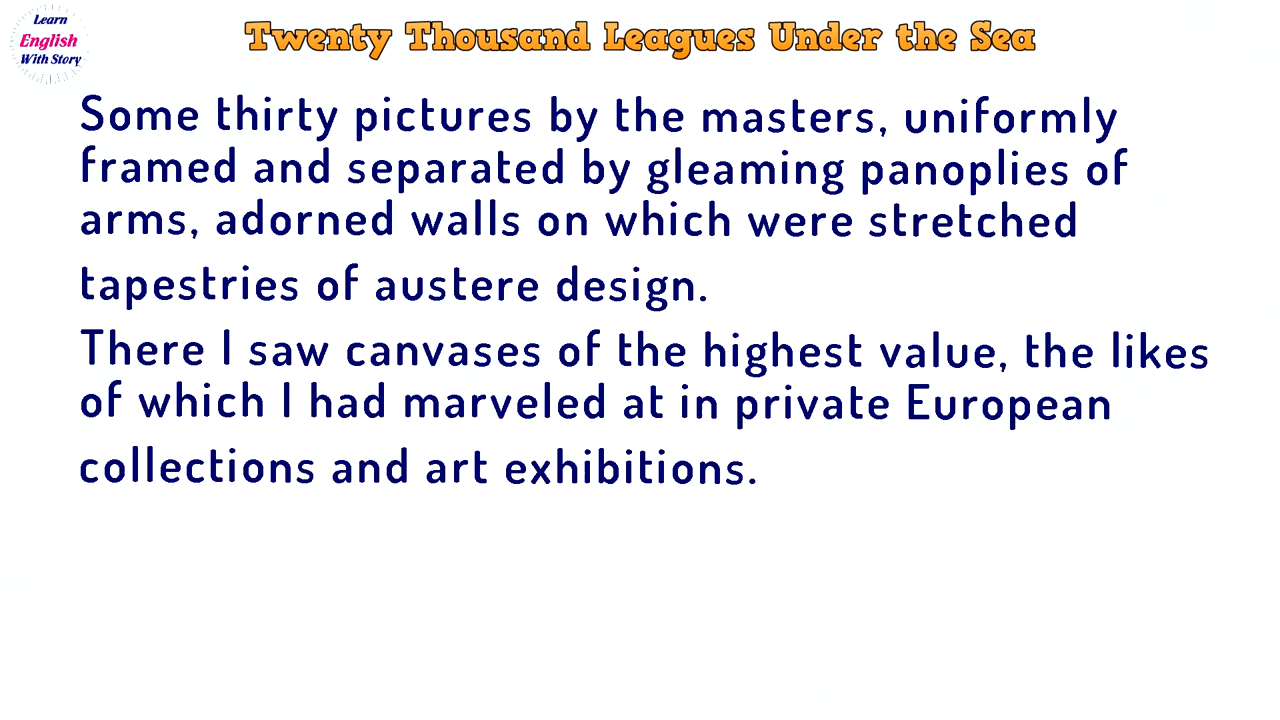 Learn
English
With Story
Twenty Thousand Leagues Under the Sea
Some thirty pictures by the masters, uniformly
framed and separated by gleaming panoplies of
arms, adorned walls on which were stretched
tapestries of austere design.
There I saw canvases of the highest value, the likes
of which I had marveled at in private European
collections and art exhibitions.